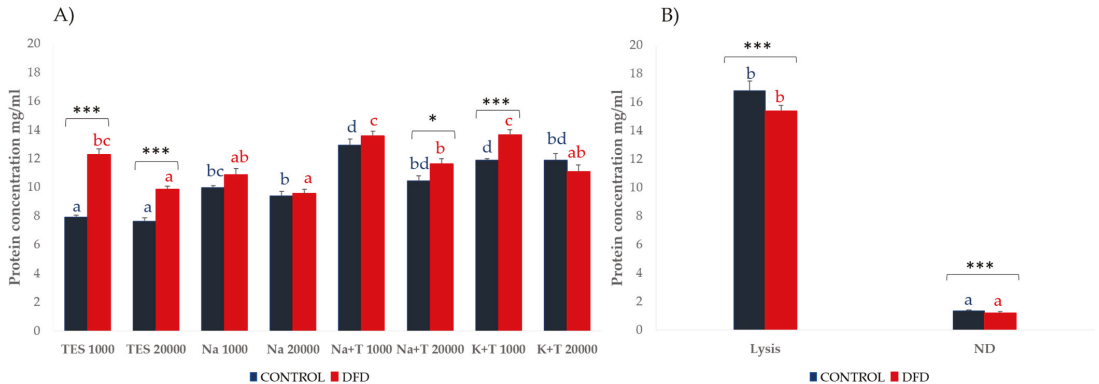 A)
Protein concentration mg/ml
20
18
16
14
12
10
8
6
4
2
0
***
a
bc
***
a
a
bc
ab
b
a
d
c
*
bd
b
***
d
c
bd
ab
TES 1000
TES 20000
Na 1000
Na 20000
Na+T 1000
Na+T 20000
K+T 1000
K+T 20000
CONTROL
DFD
B)
Protein concentration mg/ml
20
18
16
14
12
10
8
6
4
2
0
***
b
b
***
a
a
Lysis
ND
CONTROL
DFD